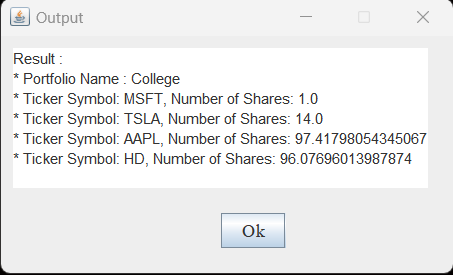 Output
Result :
* Portfolio Name : College
* Ticker Symbol: MSFT, Number of Shares: 1.0
* Ticker Symbol: TSLA, Number of Shares: 14.0
* Ticker Symbol: AAPL, Number of Shares: 97.41798054345067
* Ticker Symbol: HD, Number of Shares: 96.07696013987874
Ok